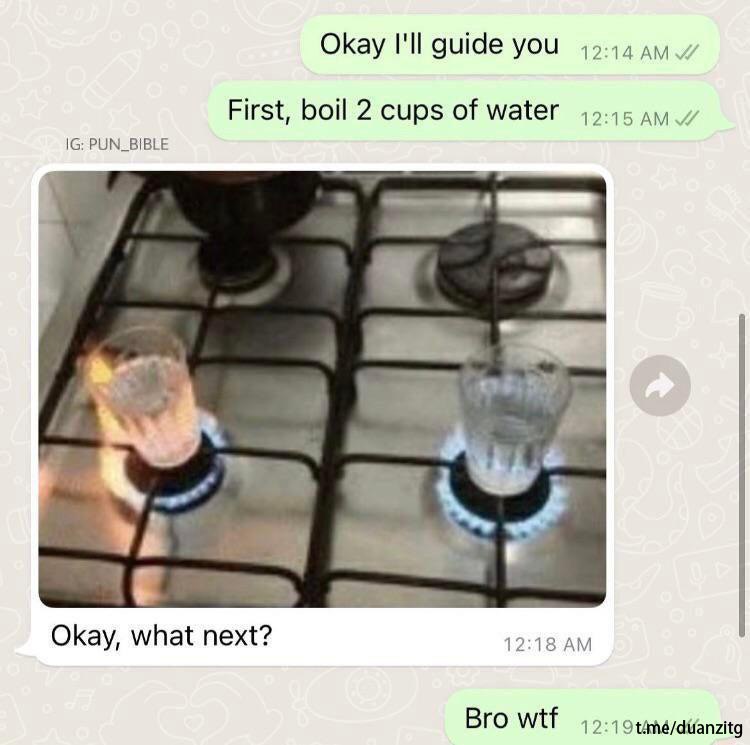 Okay I'll guide you 12:14 AM
First, boil 2 cups of water 12:15 AM
IG: PUN_BIBLE
Okay, what next?
12:18 AM
Bro wtf 12:19 AM
t.me/duanzitg